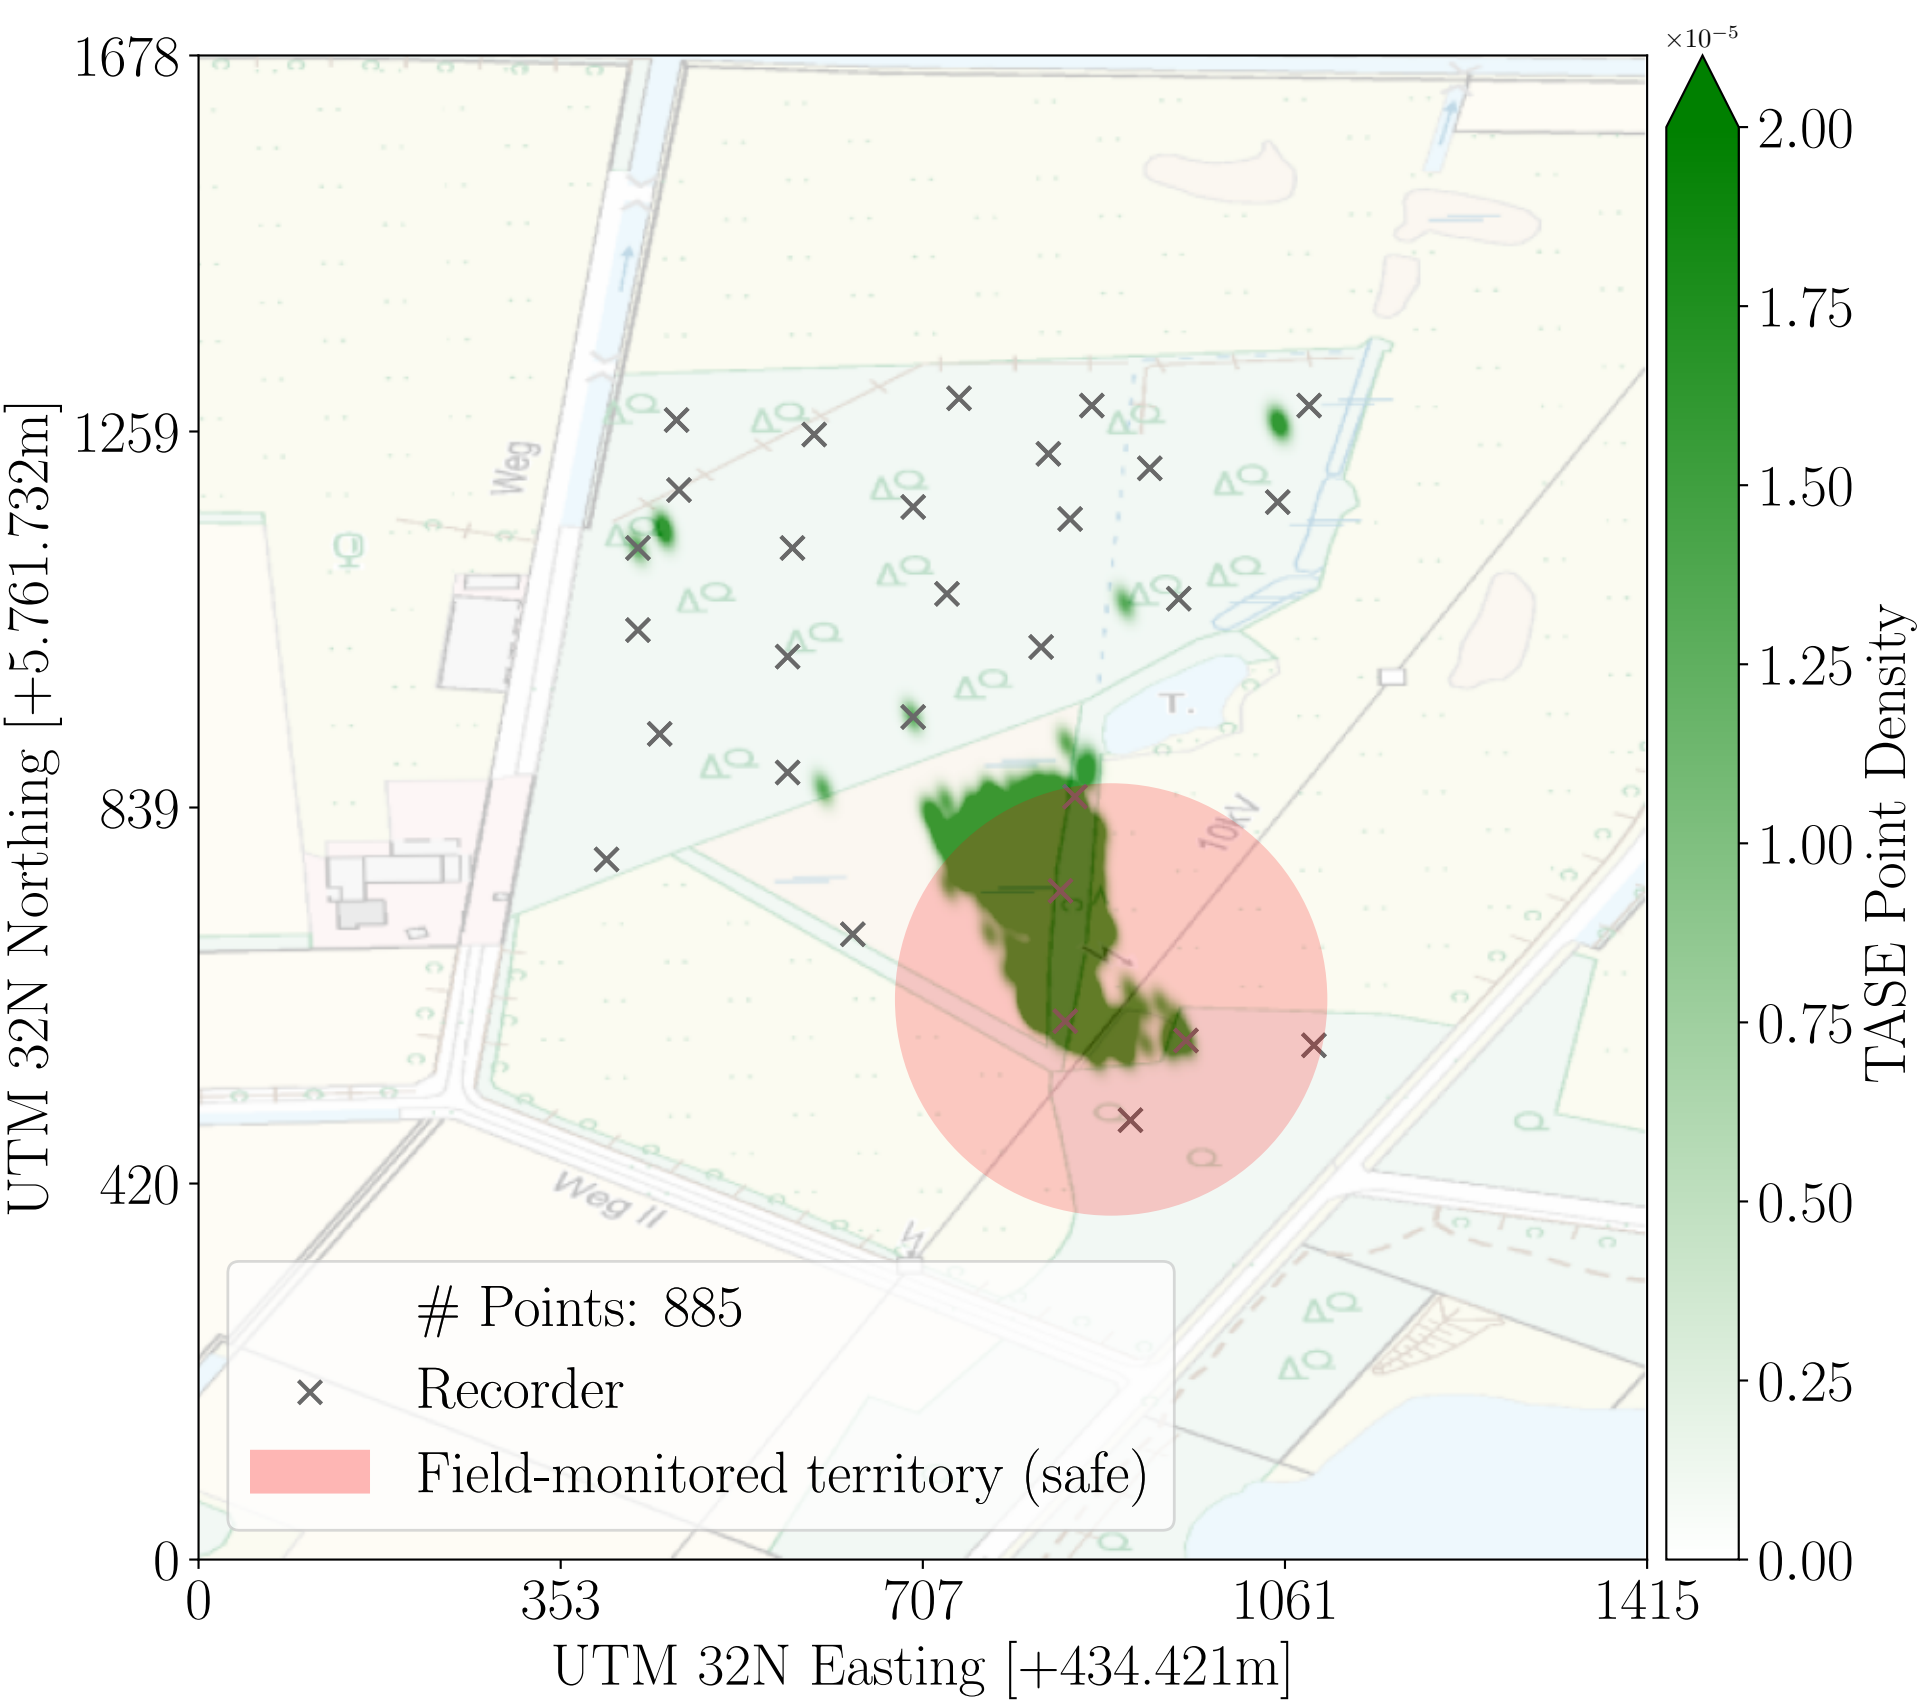 ×10⁻⁵
1678
1259
839
420
0
UTM 32N Northing [+5.761.732m]
Weg
T.
10kV
Weg II
# Points: 885
Recorder
Field-monitored territory (safe)
0
353
707
1061
1415
UTM 32N Easting [+434.421m]
2.00
1.75
1.50
1.25
1.00
0.75
0.50
0.25
0.00
TASE Point Density